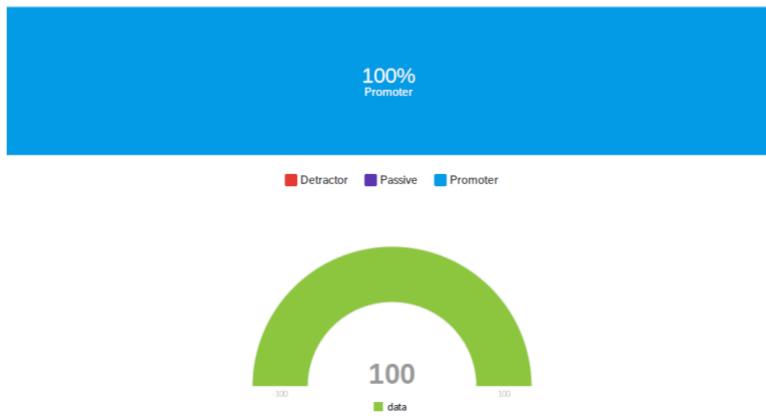 100%
Promoter
Detractor Passive Promoter
100
-100 100
data